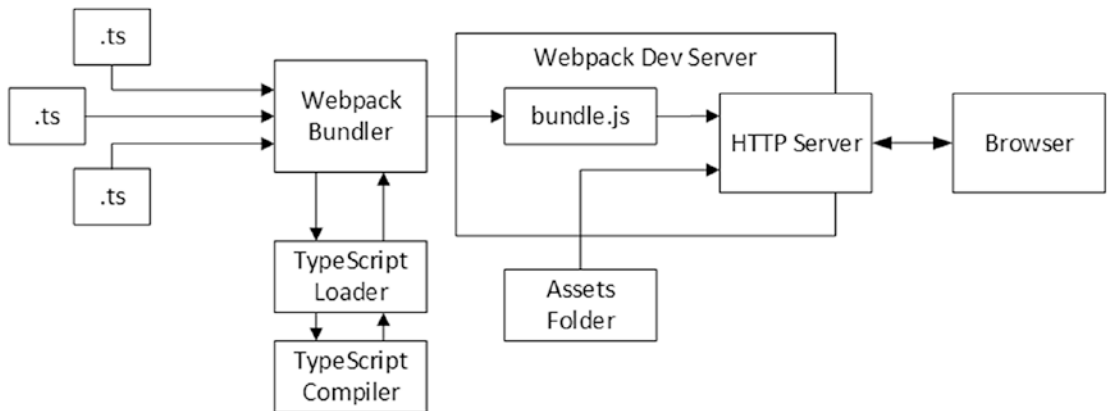 .ts
.ts
.ts
Webpack
Bundler
TypeScript
Loader
TypeScript
Compiler
Webpack Dev Server
bundle.js
HTTP Server
Assets
Folder
Browser